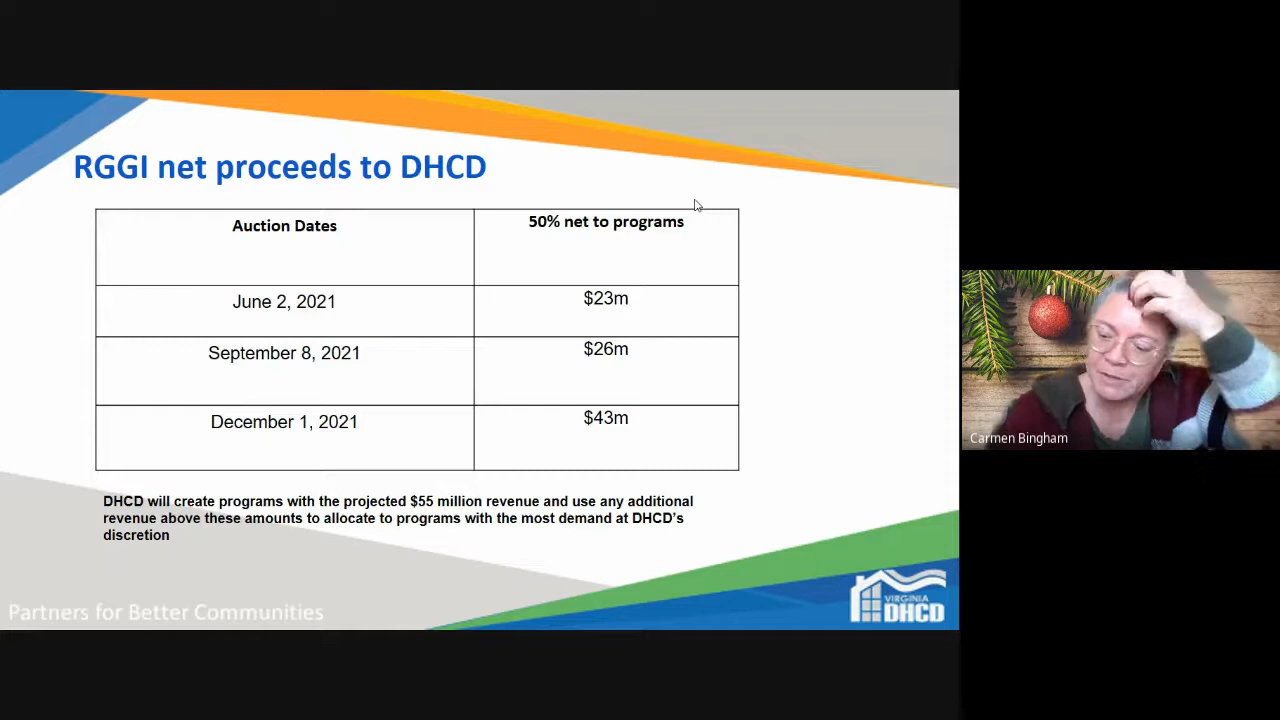 RGGI net proceeds to DHCD
Auction Dates
50% net to programs
June 2, 2021
$23m
September 8, 2021
$26m
December 1, 2021
$43m
DHCD will create programs with the projected $55 million revenue and use any additional
revenue above these amounts to allocate to programs with the most demand at DHCD's
discretion
Partners for Better Communities
VIRGINIA
DHCD
Carmen Bingham